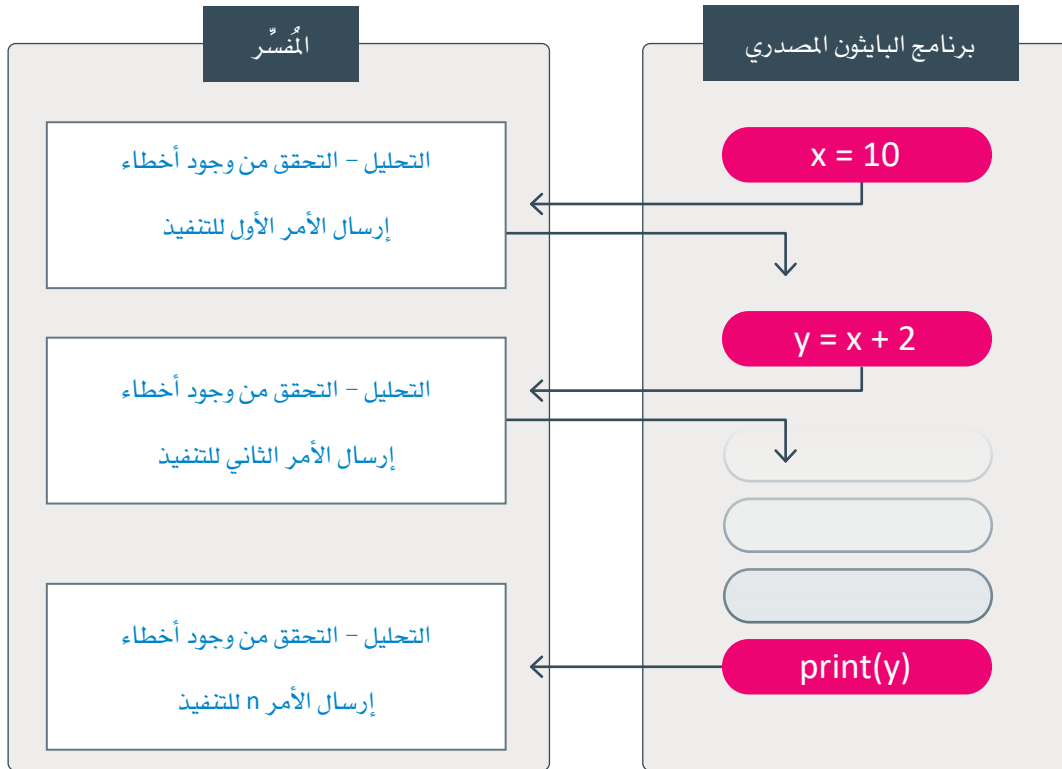 برنامج البايثون المصدري
المُفسِّر
x = 10
التحليل – التحقق من وجود أخطاء
إرسال الأمر الأول للتنفيذ
y = x + 2
التحليل – التحقق من وجود أخطاء
إرسال الأمر الثاني للتنفيذ
print(y)
التحليل – التحقق من وجود أخطاء
إرسال الأمر n للتنفيذ